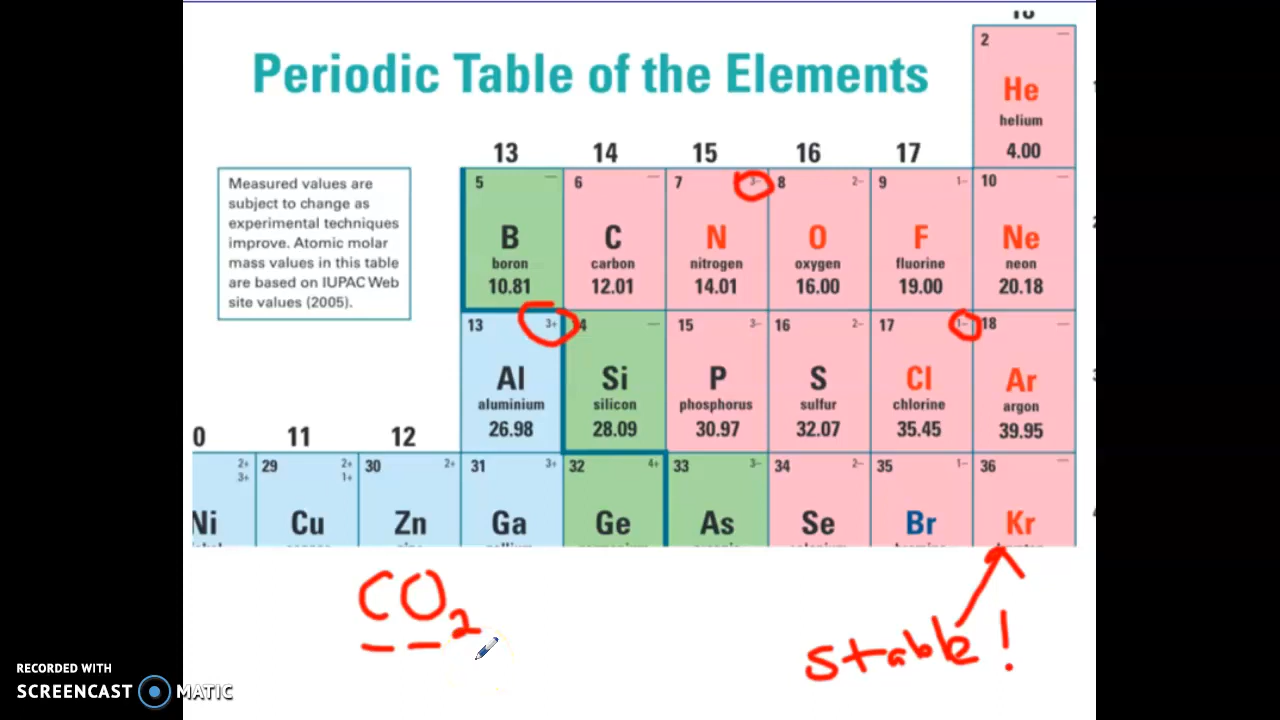 Periodic Table of the Elements
2 —
He
helium
4.00
13 14 15 16 17
Measured values are
subject to change as
experimental techniques
improve. Atomic molar
mass values in this table
are based on IUPAC Web
site values (2005).
5 — 6 — 7 3– 8 2– 9 1– 10 —
B C N O F Ne
boron carbon nitrogen oxygen fluorine neon
10.81 12.01 14.01 16.00 19.00 20.18
13 3+ 4 — 15 3– 16 2– 17 1– 18 —
Al Si P S Cl Ar
aluminium silicon phosphorus sulfur chlorine argon
26.98 28.09 30.97 32.07 35.45 39.95
0 11 12
2+ 29 2+ 30 2+ 31 3+ 32 4+ 33 3– 34 2– 35 1– 36 —
3+ 1+
Ni Cu Zn Ga Ge As Se Br Kr
CO2
stable!
RECORDED WITH
SCREENCAST MATIC